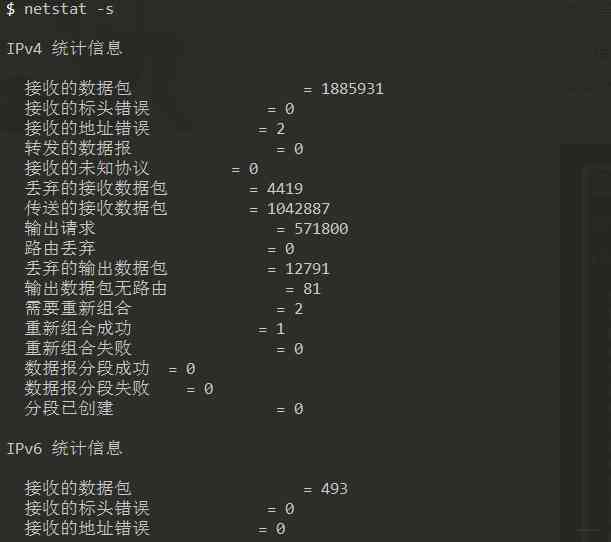 $ netstat -s
IPv4 统计信息
接收的数据包 = 1885931
接收的标头错误 = 0
接收的地址错误 = 2
转发的数据报 = 0
接收的未知协议 = 0
丢弃的接收数据包 = 4419
传送的接收数据包 = 1042887
输出请求 = 571800
路由丢弃 = 0
丢弃的输出数据包 = 12791
输出数据包无路由 = 81
需要重新组合 = 2
重新组合成功 = 1
重新组合失败 = 0
数据报分段成功 = 0
数据报分段失败 = 0
分段已创建 = 0
IPv6 统计信息
接收的数据包 = 493
接收的标头错误 = 0
接收的地址错误 = 0